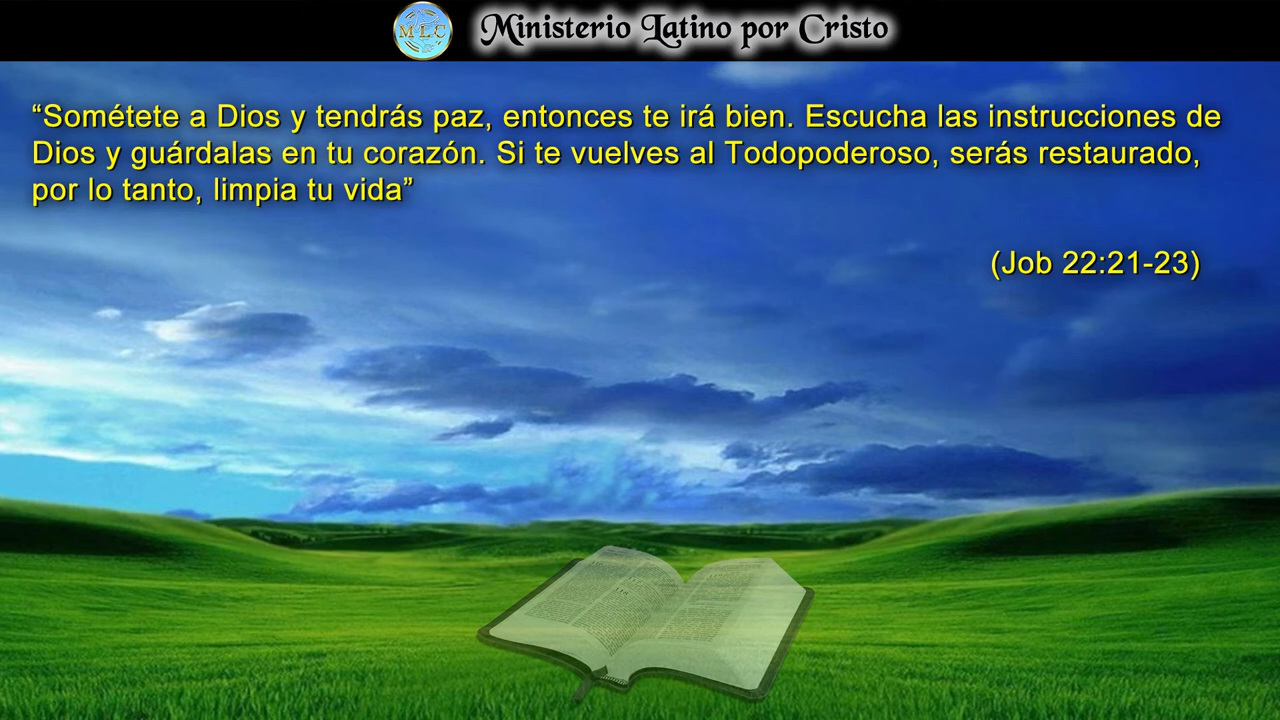 MLC
Ministerio Latino por Cristo
“Sométete a Dios y tendrás paz, entonces te irá bien. Escucha las instrucciones de
Dios y guárdalas en tu corazón. Si te vuelves al Todopoderoso, serás restaurado,
por lo tanto, limpia tu vida”
(Job 22:21-23)